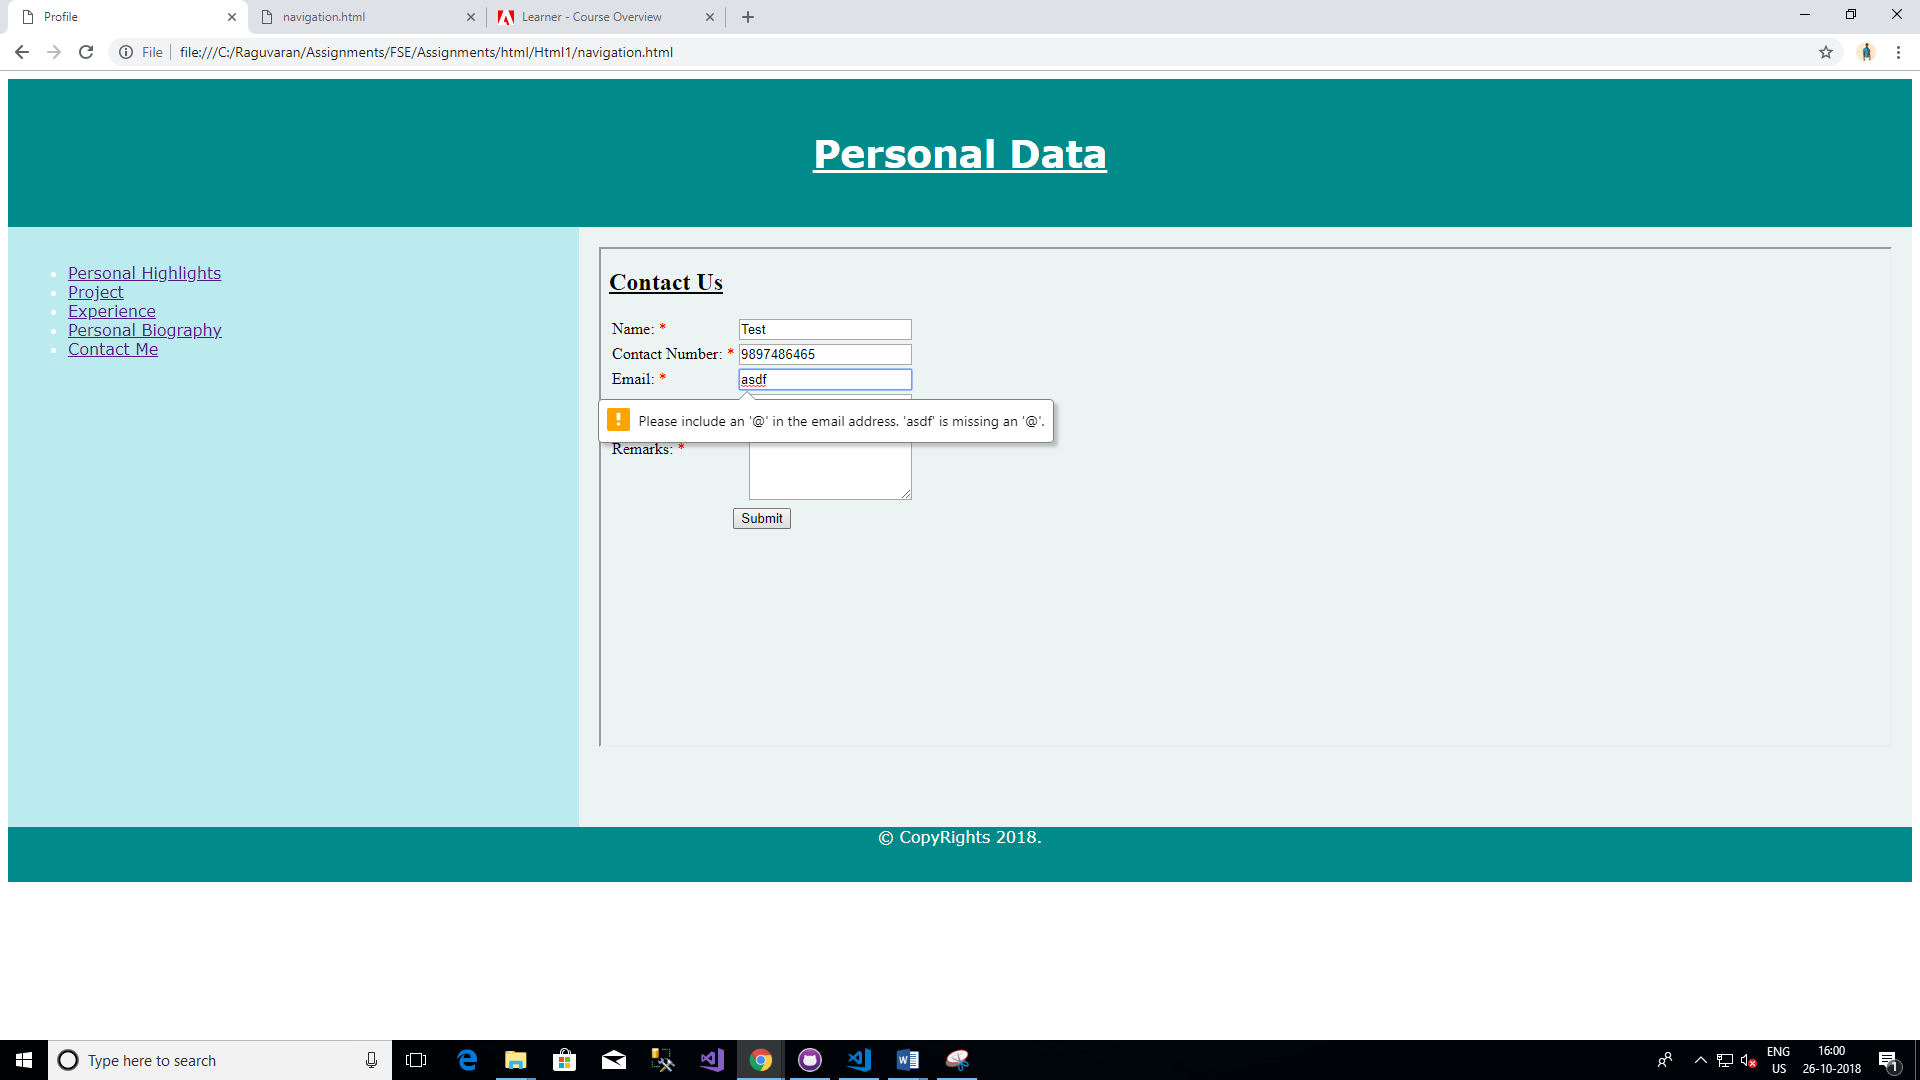 Profile
navigation.html
Learner - Course Overview
File
file:///C:/Raguvaran/Assignments/FSE/Assignments/html/Html1/navigation.html
Personal Data
Personal Highlights
Project
Experience
Personal Biography
Contact Me
Contact Us
Name: * Test
Contact Number: * 9897486465
Email: * asdf
Please include an '@' in the email address. 'asdf' is missing an '@'.
Remarks: *
Submit
© CopyRights 2018.
Type here to search
ENG
US
16:00
26-10-2018
1